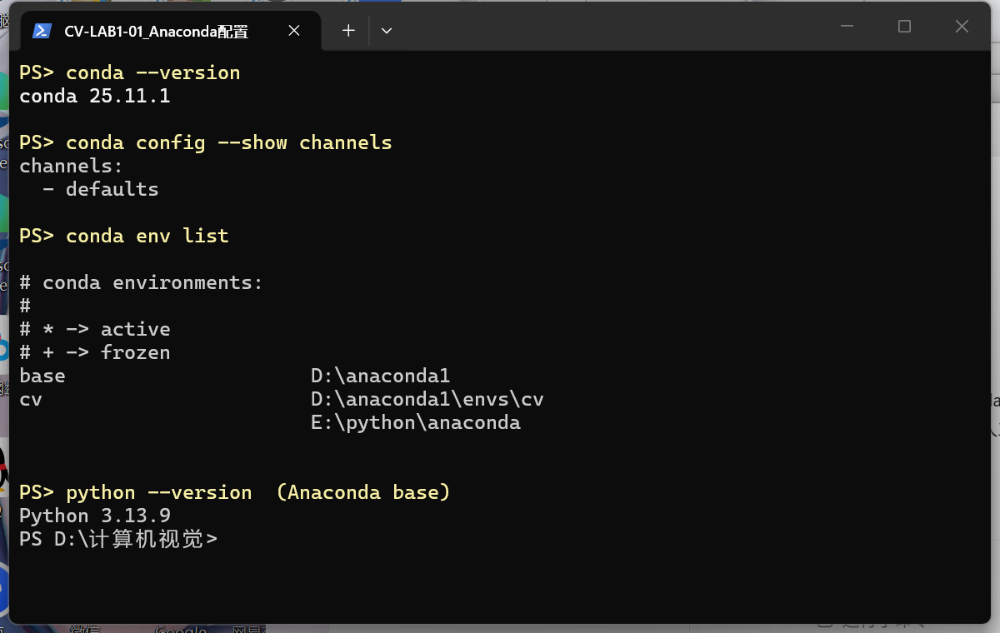 CV-LAB1-01_Anaconda配置
PS> conda --version
conda 25.11.1
PS> conda config --show channels
channels:
  - defaults
PS> conda env list
# conda environments:
#
# * -> active
# + -> frozen
base                     D:\anaconda1
cv                       D:\anaconda1\envs\cv
                         E:\python\anaconda
PS> python --version  (Anaconda base)
Python 3.13.9
PS D:\计算机视觉>
微信 Google